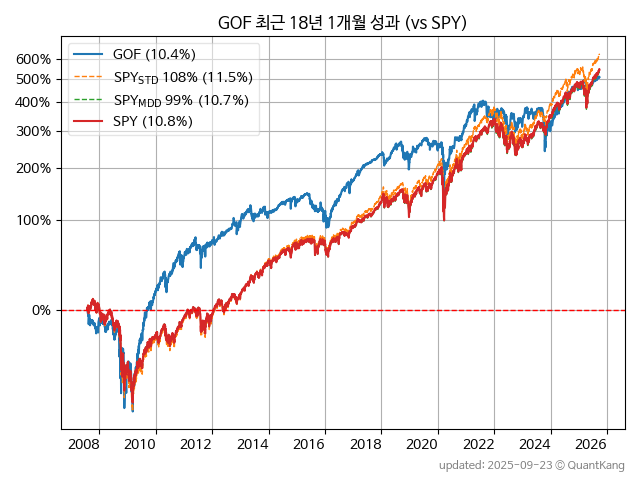 GOF 최근 18년 1개월 성과 (vs SPY)
GOF (10.4%)
SPY_STD 108% (11.5%)
SPY_MDD 99% (10.7%)
SPY (10.8%)
600%
500%
400%
300%
200%
100%
0%
2008 2010 2012 2014 2016 2018 2020 2022 2024 2026
updated: 2025-09-23 © QuantKang